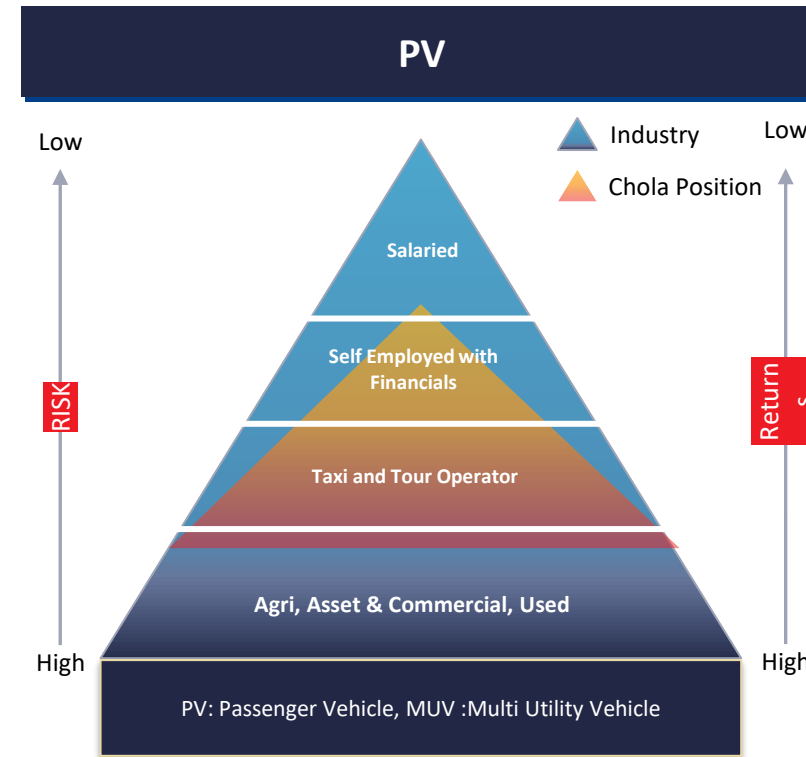 PV
Low
Industry
Low
Chola Position
Salaried
Self Employed with
Financials
RISK
Return
s
Taxi and Tour Operator
Agri, Asset & Commercial, Used
High
High
PV: Passenger Vehicle, MUV :Multi Utility Vehicle